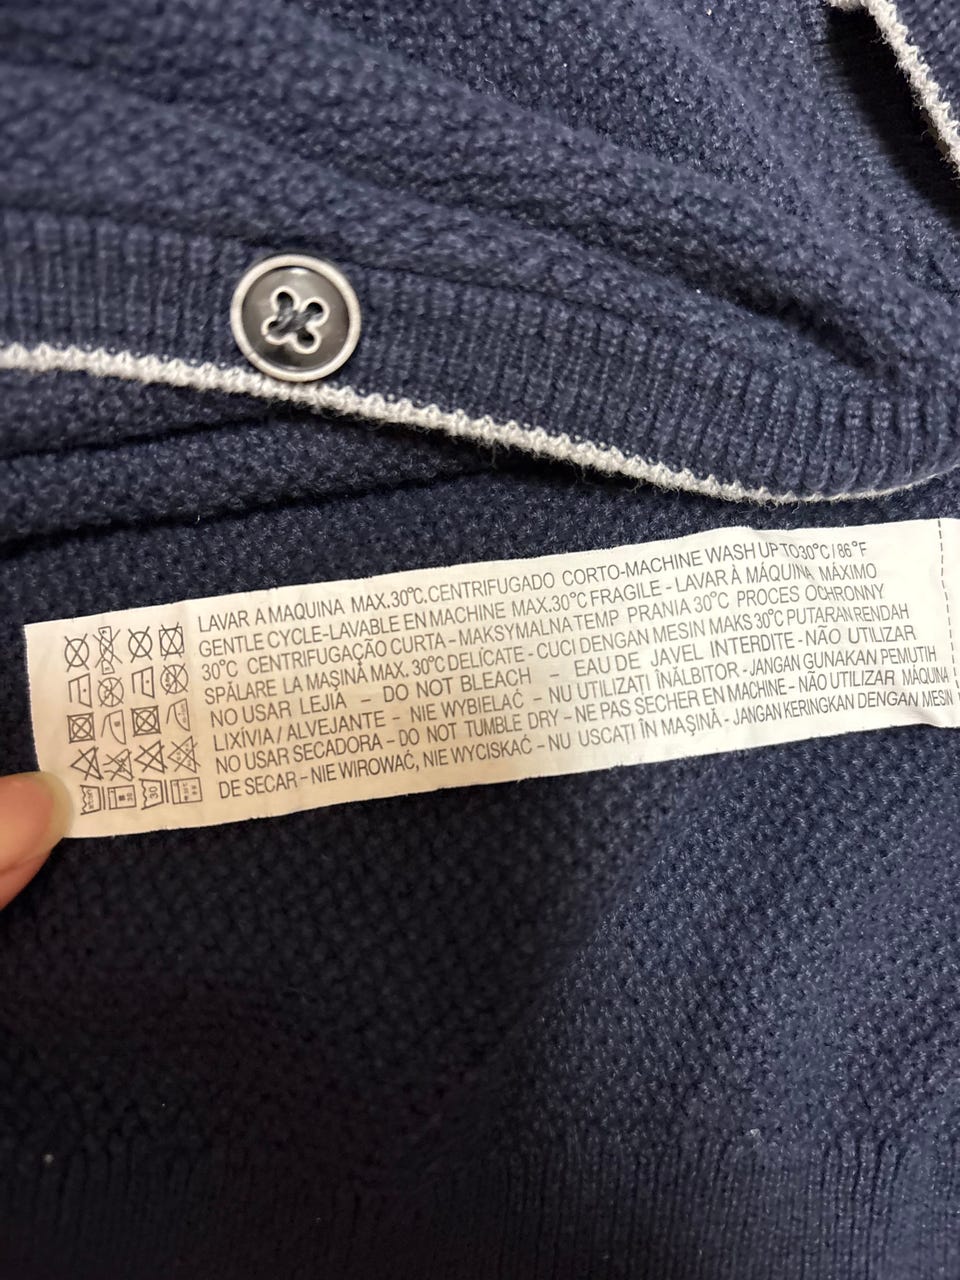 LAVAR A MAQUINA MAX.30°C.CENTRIFUGADO CORTO-MACHINE WASH UP TO30°C/86°F
GENTLE CYCLE-LAVABLE EN MACHINE MAX.30°C FRAGILE - LAVAR À MÁQUINA MÁXIMO
30°C CENTRIFUGAÇÃO CURTA - MAKSYMALNA TEMP PRANIA 30°C PROCES OCHRONNY
SPĂLARE LA MAŞINĂ MAX. 30°C DELICATE - CUCI DENGAN MESIN MAKS 30°C PUTARAN RENDAH
NO USAR LEJIA - DO NOT BLEACH - EAU DE JAVEL INTERDITE - NÃO UTILIZAR
LIXÍVIA / ALVEJANTE - NIE WYBIELAĆ - NU UTILIZATI ÎNĂLBITOR - JANGAN GUNAKAN PEMUTIH
NO USAR SECADORA - DO NOT TUMBLE DRY - NE PAS SECHER EN MACHINE - NÃO UTILIZAR MÁQUINA
DE SECAR - NIE WIROWAĆ, NIE WYCISKAĆ - NU USCAȚI ÎN MAŞINĂ - JANGAN KERINGKAN DENGAN MESIN
30